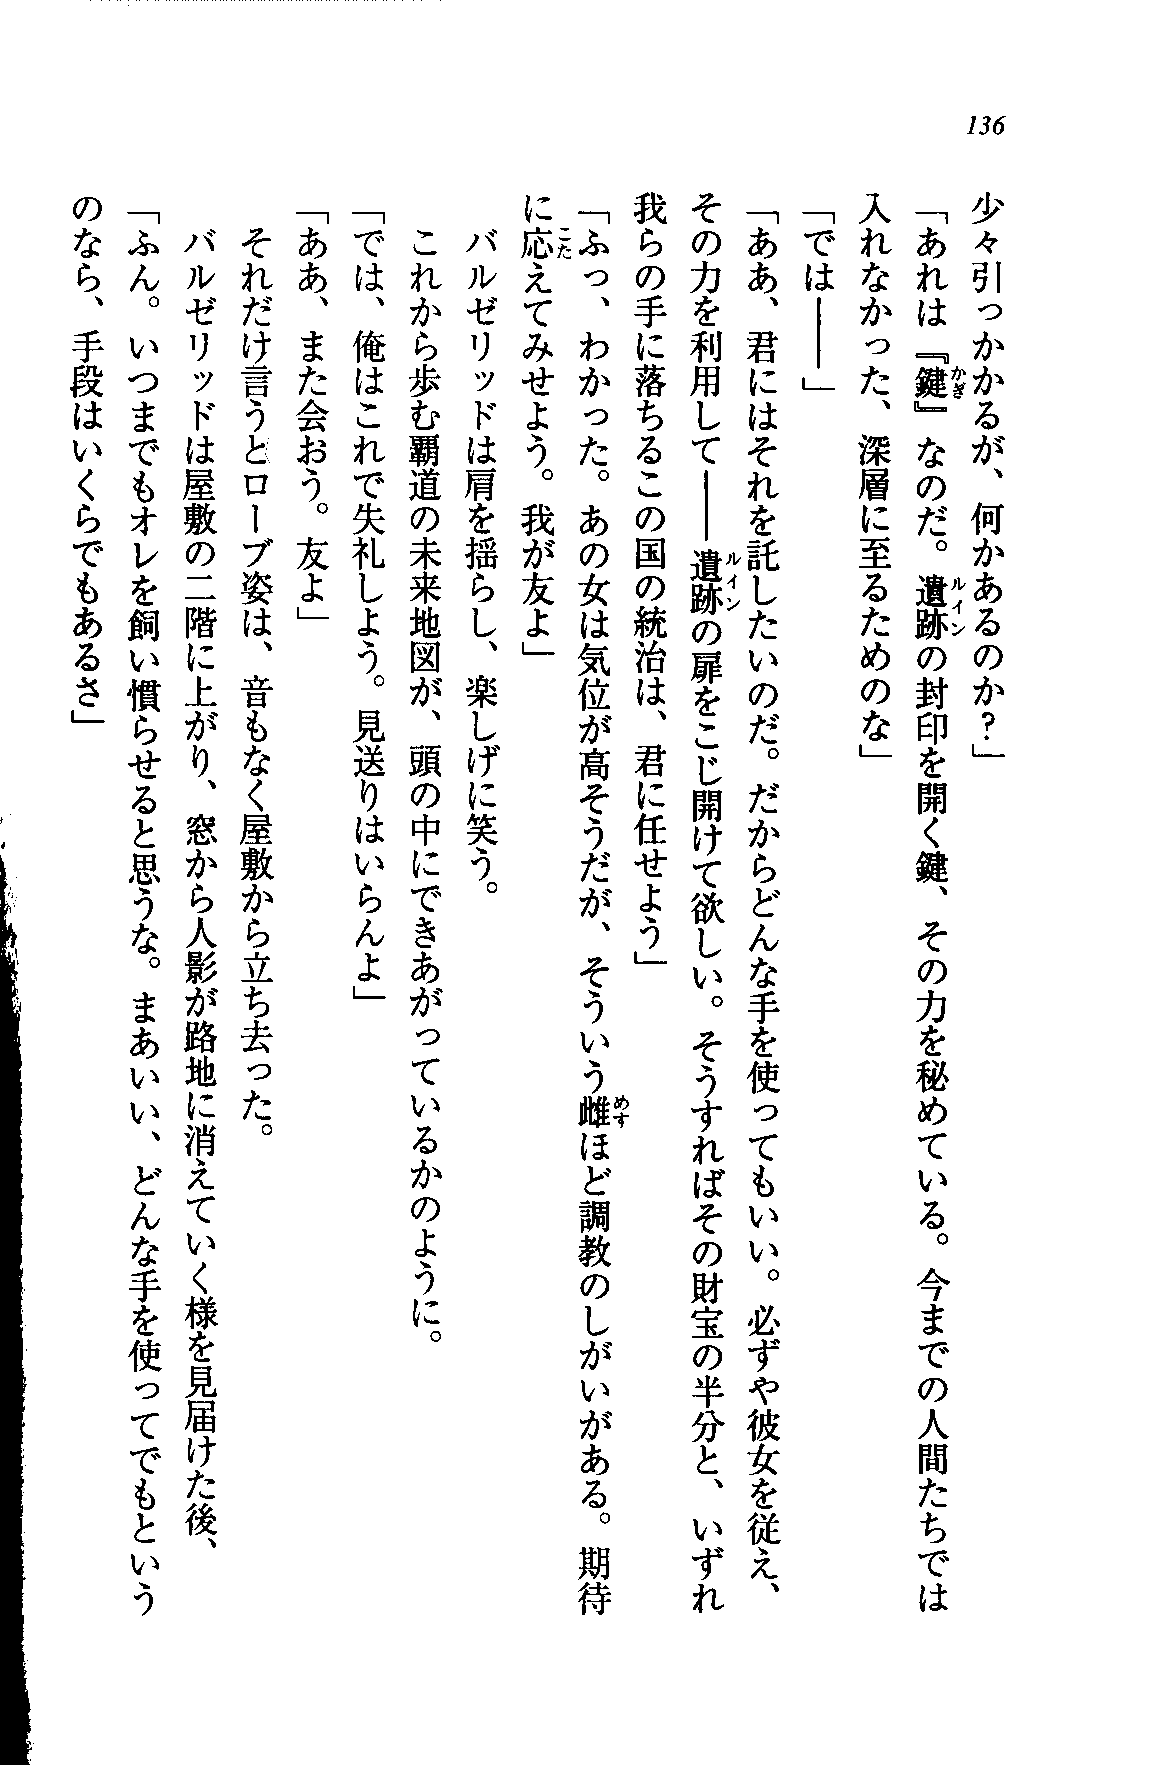 136
少々引っかかるが、何かあるのか？」
「あれは『鍵』なのだ。遺跡の封印を開く鍵、その力を秘めている。今までの人間たちでは
入れなかった、深層に至るためのな」
「では――」
「ああ、君にはそれを託したいのだ。だからどんな手を使ってもいい。必ずや彼女を従え、
その力を利用して――遺跡の扉をこじ開けて欲しい。そうすればその財宝の半分と、いずれ
我らの手に落ちるこの国の統治は、君に任せよう」
「ふっ、わかった。あの女は気位が高そうだが、そういう雌ほど調教のしがいがある。期待
に応えてみせよう。我が友よ」
　バルゼリッドは肩を揺らし、楽しげに笑う。
　これから歩む覇道の未来地図が、頭の中にできあがっているかのように。
「では、俺はこれで失礼しよう。見送りはいらんよ」
「ああ、また会おう。友よ」
　それだけ言うとローブ姿は、音もなく屋敷から立ち去った。
　バルゼリッドは屋敷の二階に上がり、窓から人影が路地に消えていく様を見届けた後、
「ふん。いつまでもオレを飼い慣らせると思うな。まあいい、どんな手を使ってでもという
のなら、手段はいくらでもあるさ」